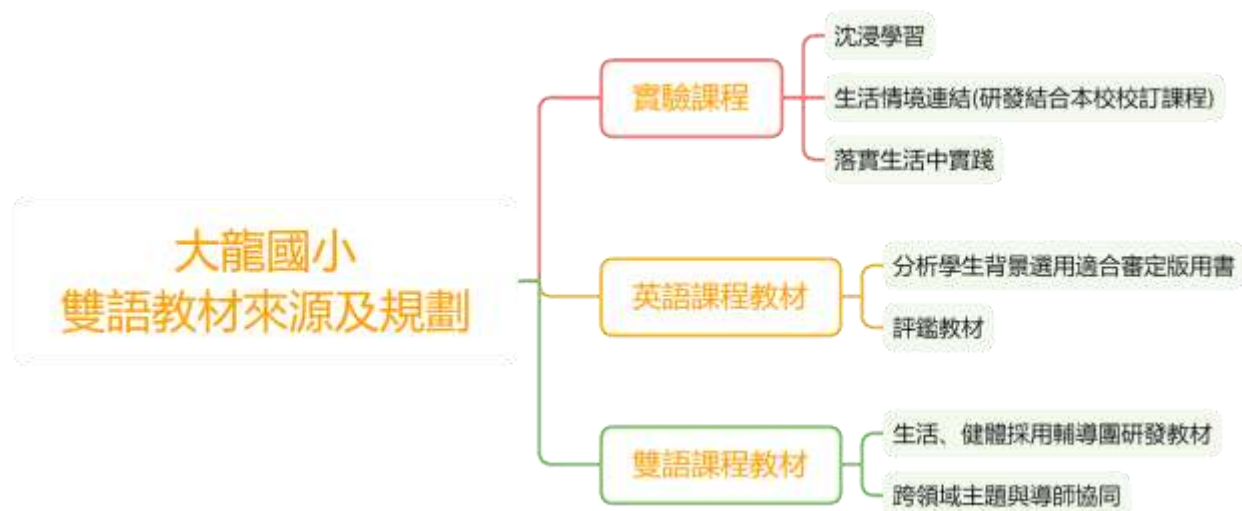 大龍國小
雙語教材來源及規劃
實驗課程
沈浸學習
生活情境連結(研發結合本校校訂課程)
落實生活中實踐
英語課程教材
分析學生背景選用適合審定版用書
評鑑教材
雙語課程教材
生活、健體採用輔導團研發教材
跨領域主題與導師協同